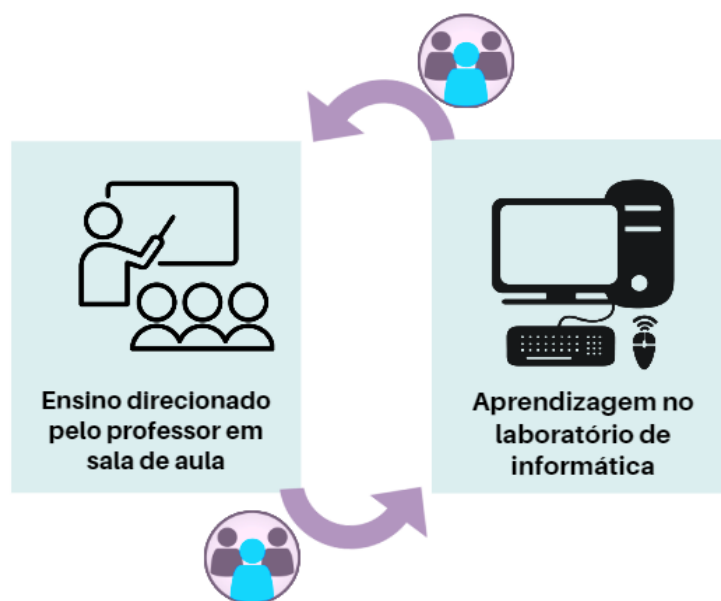 Ensino direcionado
pelo professor em
sala de aula
Aprendizagem no
laboratório de
informática